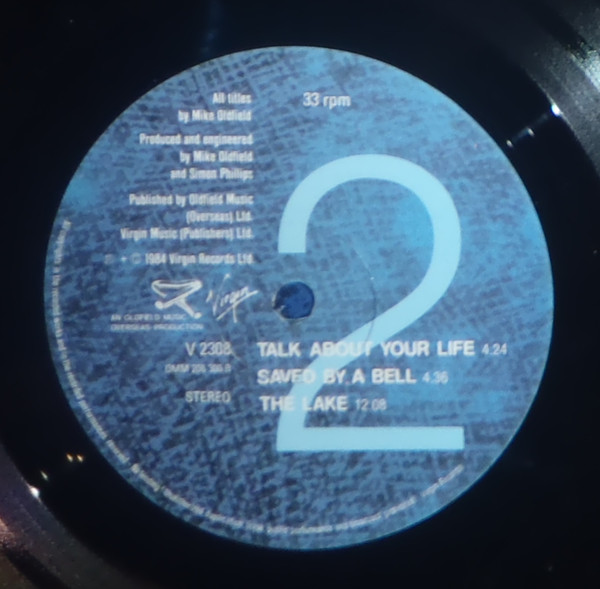 All titles
by Mike Oldfield
33 rpm
Produced and engineered
by Mike Oldfield
and Simon Phillips
Published by Oldfield Music
(Overseas) Ltd.
Virgin Music (Publishers) Ltd.
℗ + © 1984 Virgin Records Ltd.
Virgin
AN OLDFIELD MUSIC
OVERSEAS PRODUCTION
2
V 2308
STEREO
TALK ABOUT YOUR LIFE 4.24
SAVED BY A BELL 4.36
THE LAKE 12.08